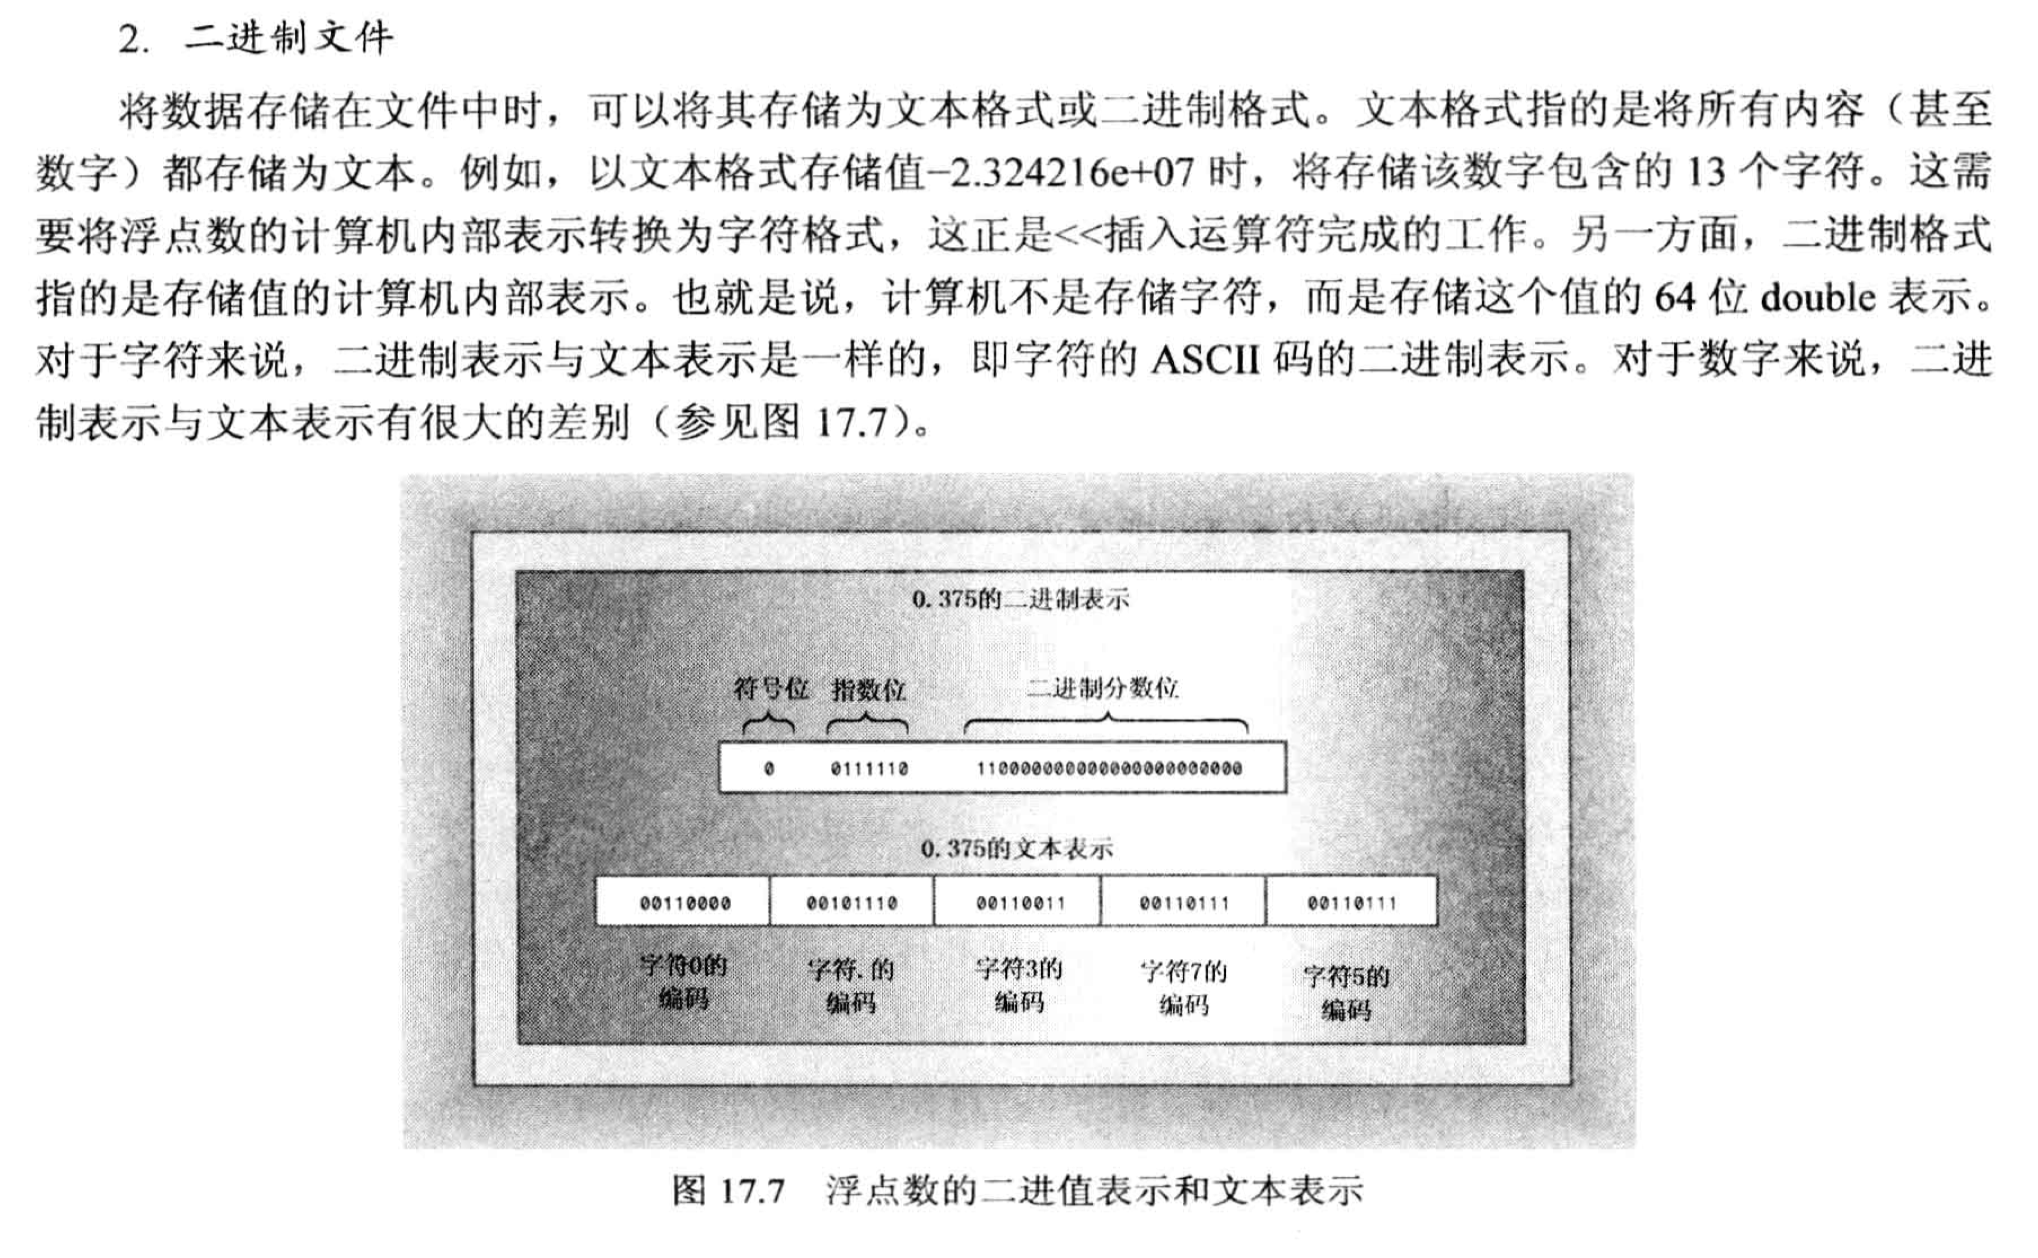 2. 二进制文件
将数据存储在文件中时，可以将其存储为文本格式或二进制格式。文本格式指的是将所有内容（甚至
数字）都存储为文本。例如，以文本格式存储值−2.324216e+07 时，将存储该数字包含的 13 个字符。这需
要将浮点数的计算机内部表示转换为字符格式，这正是<<插入运算符完成的工作。另一方面，二进制格式
指的是存储值的计算机内部表示。也就是说，计算机不是存储字符，而是存储这个值的 64 位 double 表示。
对于字符来说，二进制表示与文本表示是一样的，即字符的 ASCII 码的二进制表示。对于数字来说，二进
制表示与文本表示有很大的差别（参见图 17.7）。
0.375的二进制表示
符号位 指数位 二进制分数位
0 0111110 1100000000000000000000000
0.375的文本表示
00110000 00101110 00110011 00110111 00110111
字符0的 字符.的 字符3的 字符7的 字符5的
编码 编码 编码 编码 编码
图 17.7 浮点数的二进值表示和文本表示